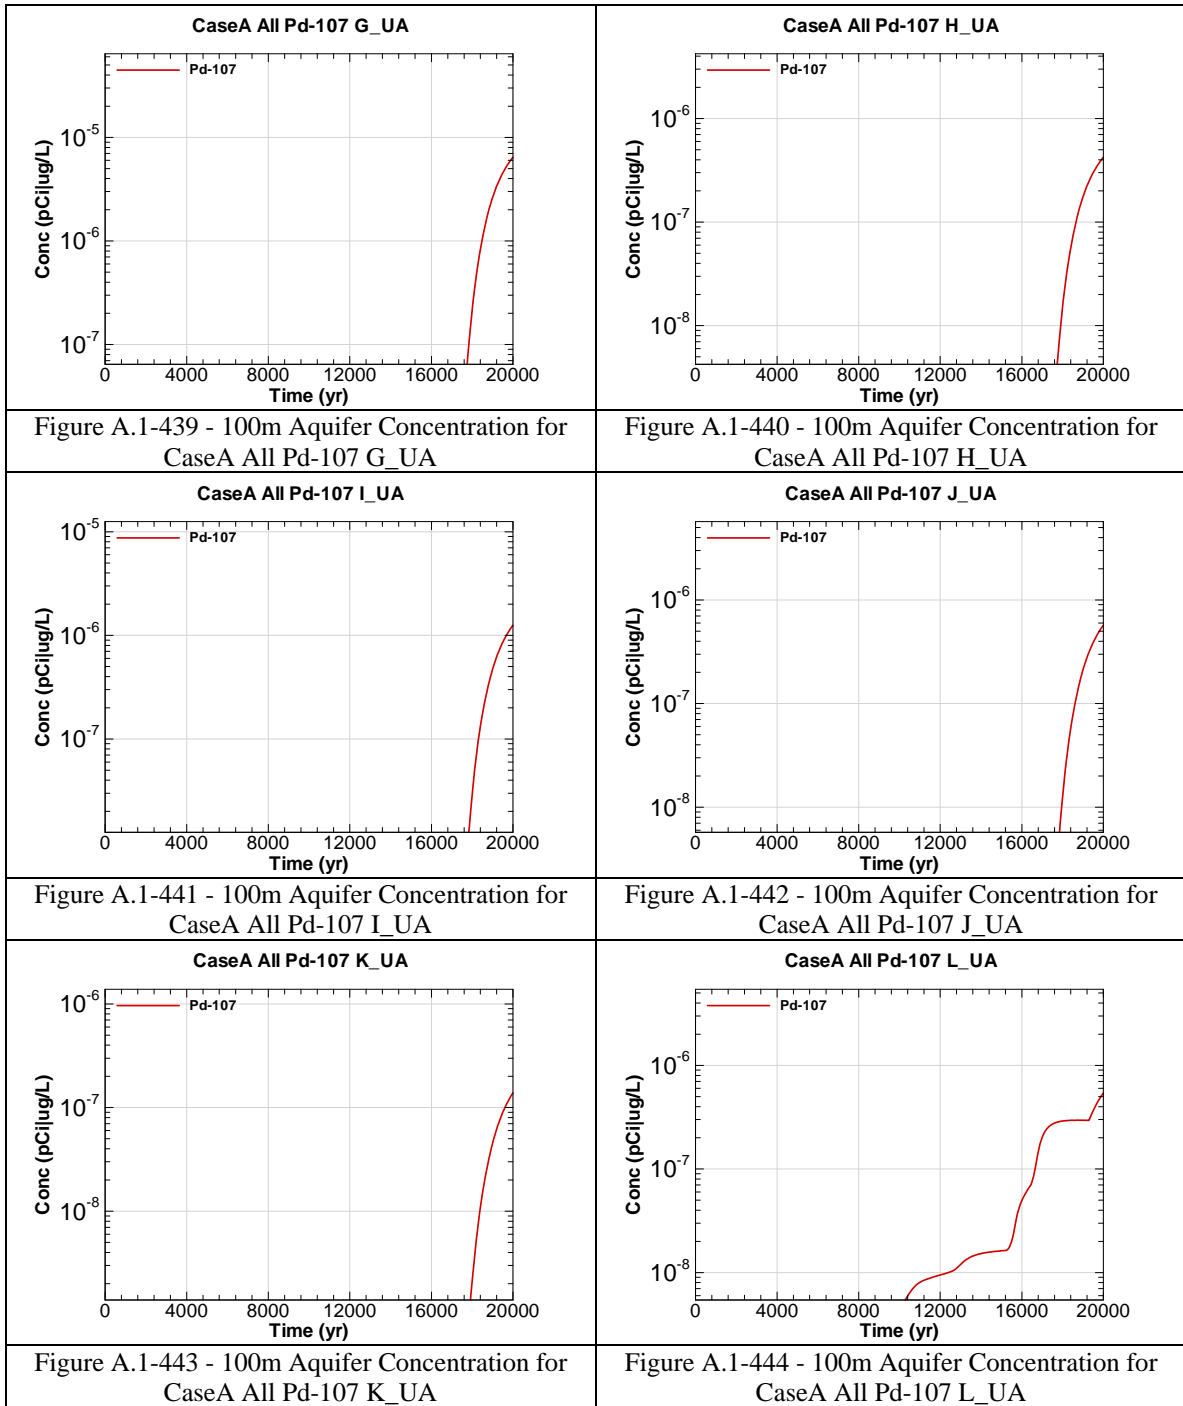 CaseA All Pd-107 G_UA
Pd-107
10-5
10-6
10-7
Conc (pCi|ug/L)
0 4000 8000 12000 16000 20000
Time (yr)
Figure A.1-439 - 100m Aquifer Concentration for
CaseA All Pd-107 G_UA
CaseA All Pd-107 H_UA
Pd-107
10-6
10-7
10-8
Conc (pCi|ug/L)
0 4000 8000 12000 16000 20000
Time (yr)
Figure A.1-440 - 100m Aquifer Concentration for
CaseA All Pd-107 H_UA
CaseA All Pd-107 I_UA
Pd-107
10-5
10-6
10-7
Conc (pCi|ug/L)
0 4000 8000 12000 16000 20000
Time (yr)
Figure A.1-441 - 100m Aquifer Concentration for
CaseA All Pd-107 I_UA
CaseA All Pd-107 J_UA
Pd-107
10-6
10-7
10-8
Conc (pCi|ug/L)
0 4000 8000 12000 16000 20000
Time (yr)
Figure A.1-442 - 100m Aquifer Concentration for
CaseA All Pd-107 J_UA
CaseA All Pd-107 K_UA
Pd-107
10-6
10-7
10-8
Conc (pCi|ug/L)
0 4000 8000 12000 16000 20000
Time (yr)
Figure A.1-443 - 100m Aquifer Concentration for
CaseA All Pd-107 K_UA
CaseA All Pd-107 L_UA
Pd-107
10-6
10-7
10-8
Conc (pCi|ug/L)
0 4000 8000 12000 16000 20000
Time (yr)
Figure A.1-444 - 100m Aquifer Concentration for
CaseA All Pd-107 L_UA